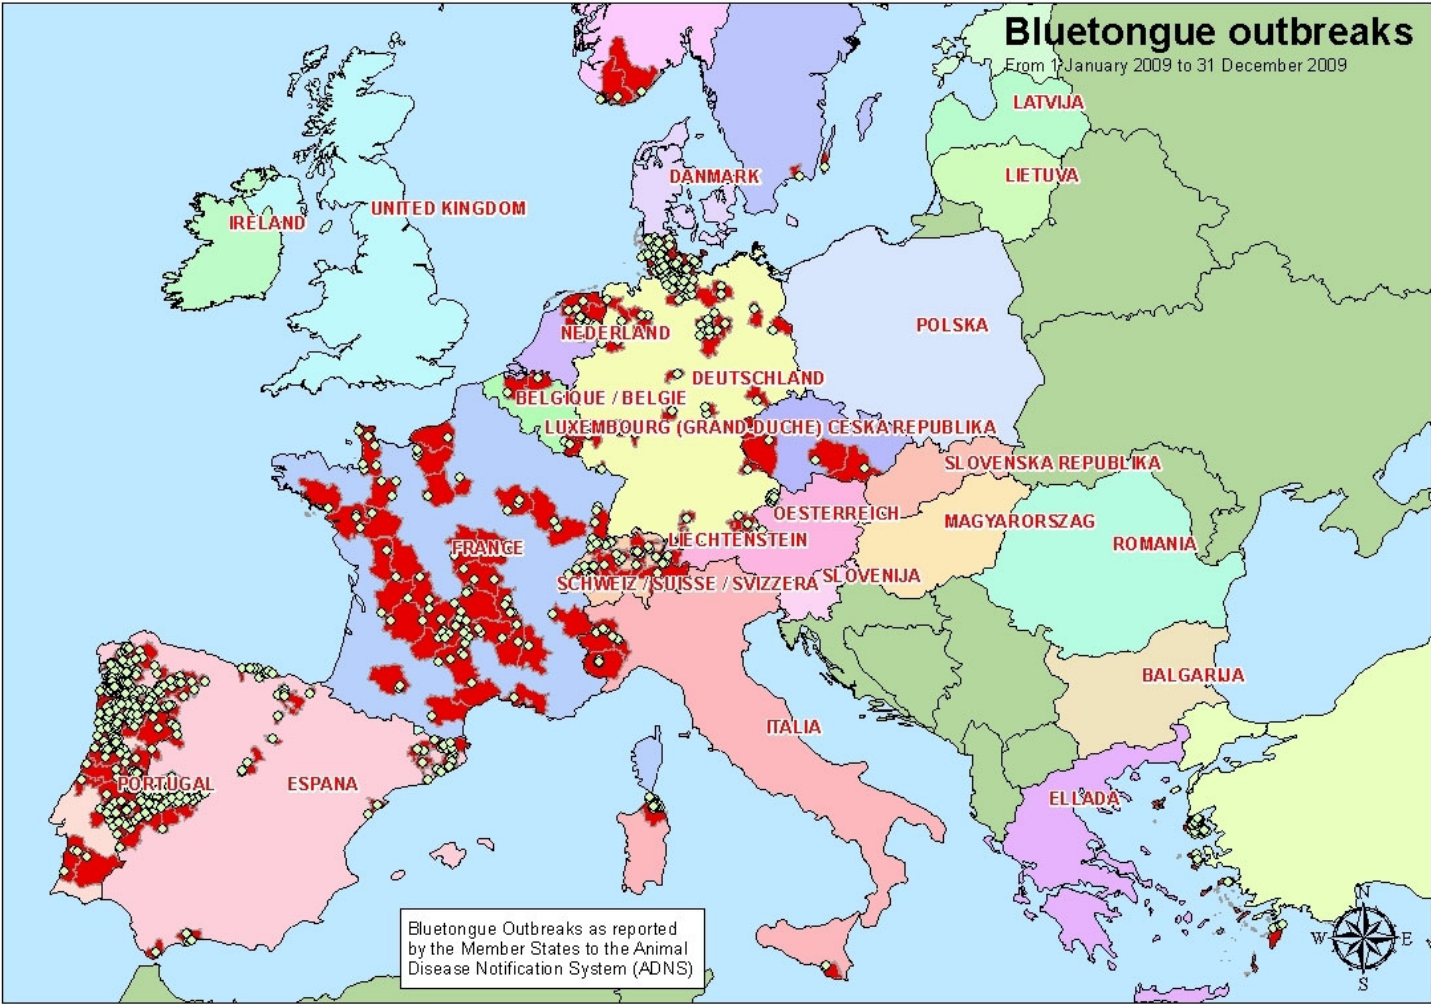 Bluetongue outbreaks
From 1 January 2009 to 31 December 2009
LATVIJA
LIETUVA
DANMARK
IRELAND
UNITED KINGDOM
POLSKA
NEDERLAND
DEUTSCHLAND
BELGIQUE / BELGIE
LUXEMBOURG (GRAND-DUCHE)
CESKA REPUBLIKA
SLOVENSKA REPUBLIKA
OESTERREICH
MAGYARORSZAG
LIECHTENSTEIN
ROMANIA
FRANCE
SCHWEIZ / SUISSE / SVIZZERA
SLOVENIJA
BALGARIJA
ITALIA
PORTUGAL
ESPANA
ELLADA
N
W
E
S
Bluetongue Outbreaks as reported
by the Member States to the Animal
Disease Notification System (ADNS)